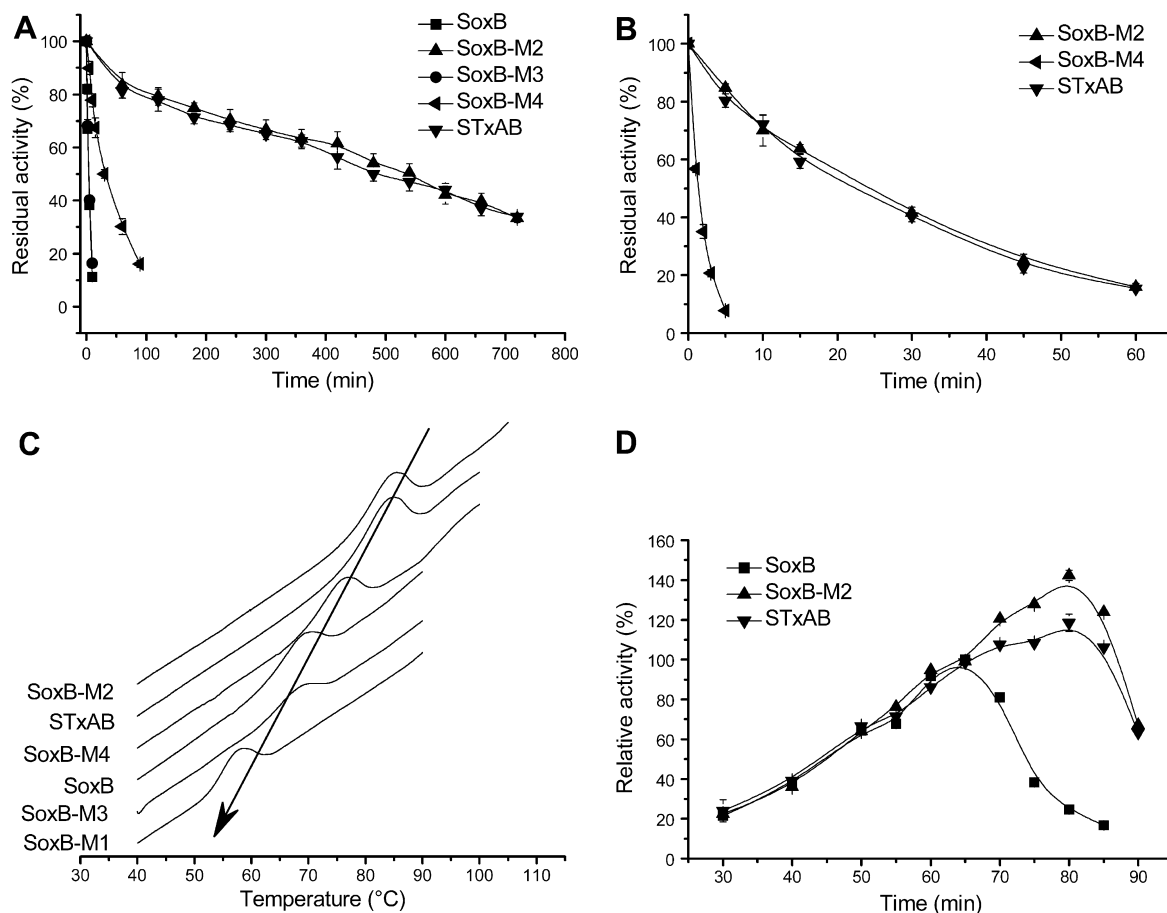 A
SoxB
SoxB-M2
SoxB-M3
SoxB-M4
STxAB
100
80
60
40
20
0
Residual activity (%)
0 100 200 300 400 500 600 700 800
Time (min)
B
SoxB-M2
SoxB-M4
STxAB
100
80
60
40
20
0
Residual activity (%)
0 10 20 30 40 50 60
Time (min)
C
SoxB-M2
STxAB
SoxB-M4
SoxB
SoxB-M3
SoxB-M1
30 40 50 60 70 80 90 100 110
Temperature (°C)
D
SoxB
SoxB-M2
STxAB
160
140
120
100
80
60
40
20
0
Relative activity (%)
30 40 50 60 70 80 90
Time (min)